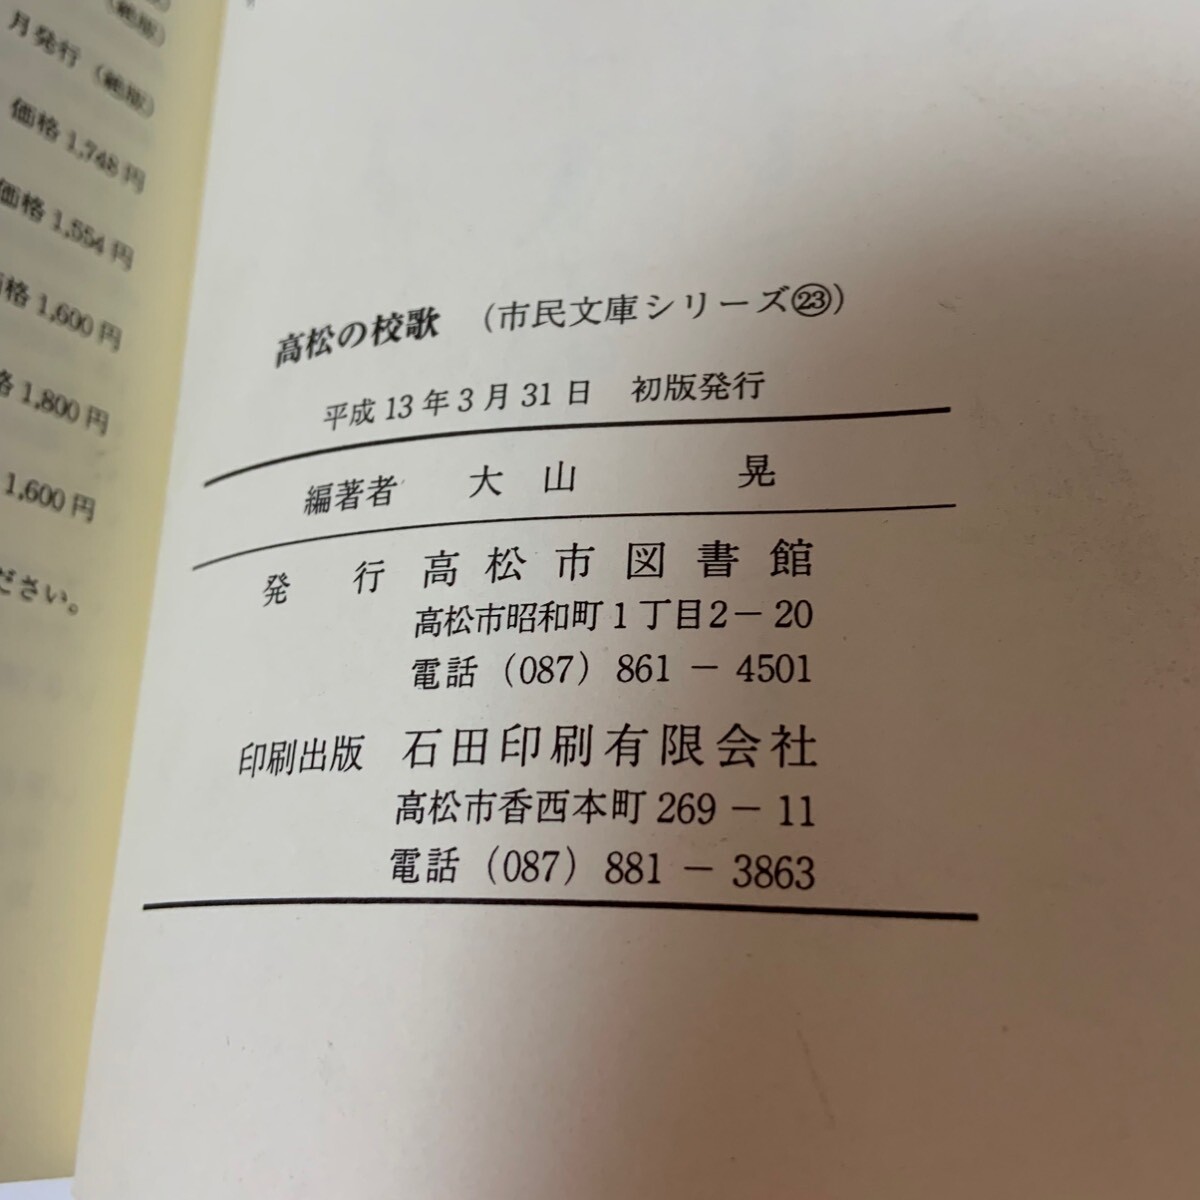 月発行（絶版）
価格 1,748 円
価格 1,554 円
価格 1,600 円
1,800 円
1,600 円
ださい。
高松の校歌　（市民文庫シリーズ㉓）
平成 13 年 3 月 31 日　初版発行
編著者　大山　晃
発　行　高松市図書館
高松市昭和町 1 丁目 2 － 20
電話（087）861 － 4501
印刷出版　石田印刷有限会社
高松市香西本町 269 － 11
電話（087）881 － 3863